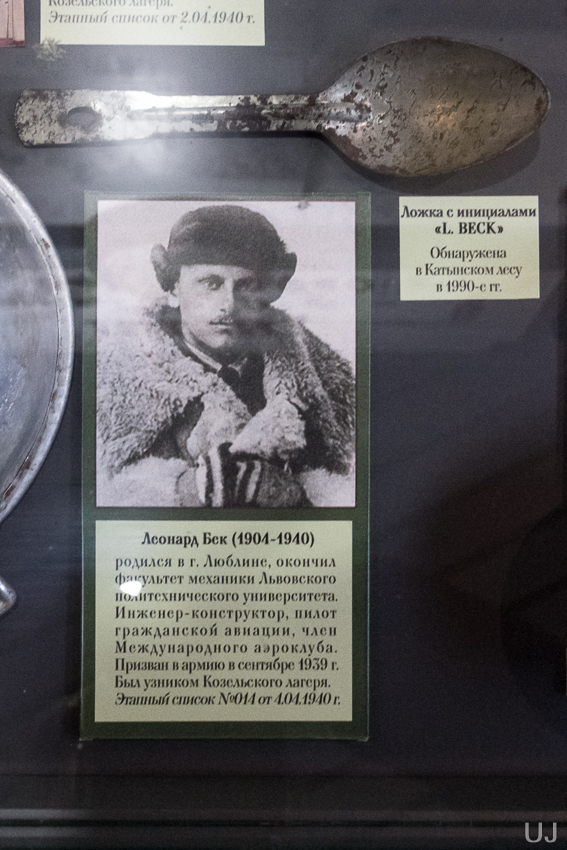 Козельского лагеря.
Этапный список от 2.04.1940 г.
Ложка с инициалами
«L. BECK»
Обнаружена
в Катынском лесу
в 1990-е гг.
Леонард Бек (1904-1940)
родился в г. Люблине, окончил
факультет механики Львовского
политехнического университета.
Инженер-конструктор, пилот
гражданской авиации, член
Международного аэроклуба.
Призван в армию в сентябре 1939 г.
Был узником Козельского лагеря.
Этапный список №014 от 4.04.1940 г.
UJ